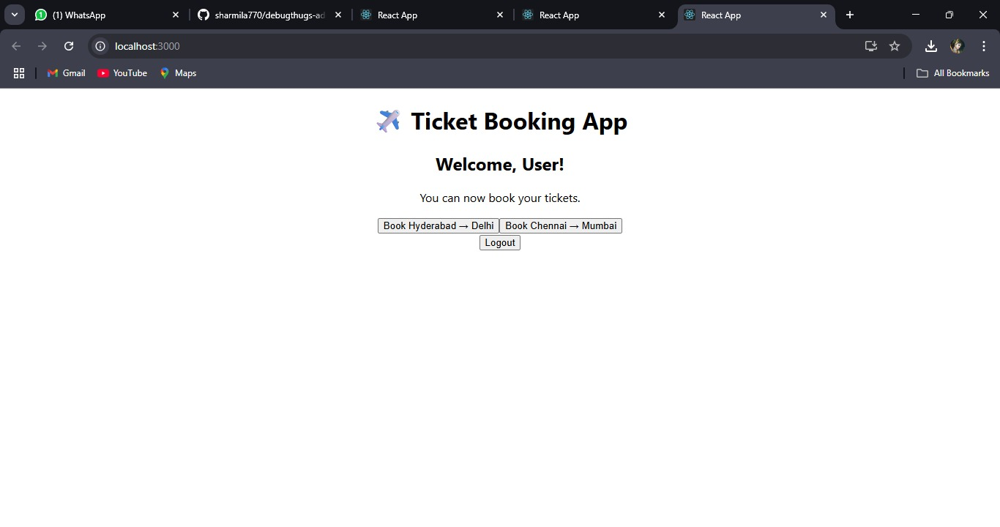 1 (1) WhatsApp
sharmila770/debugthugs-ad
React App
React App
React App
localhost:3000
Gmail
YouTube
Maps
All Bookmarks
Ticket Booking App
Welcome, User!
You can now book your tickets.
Book Hyderabad → Delhi Book Chennai → Mumbai
Logout